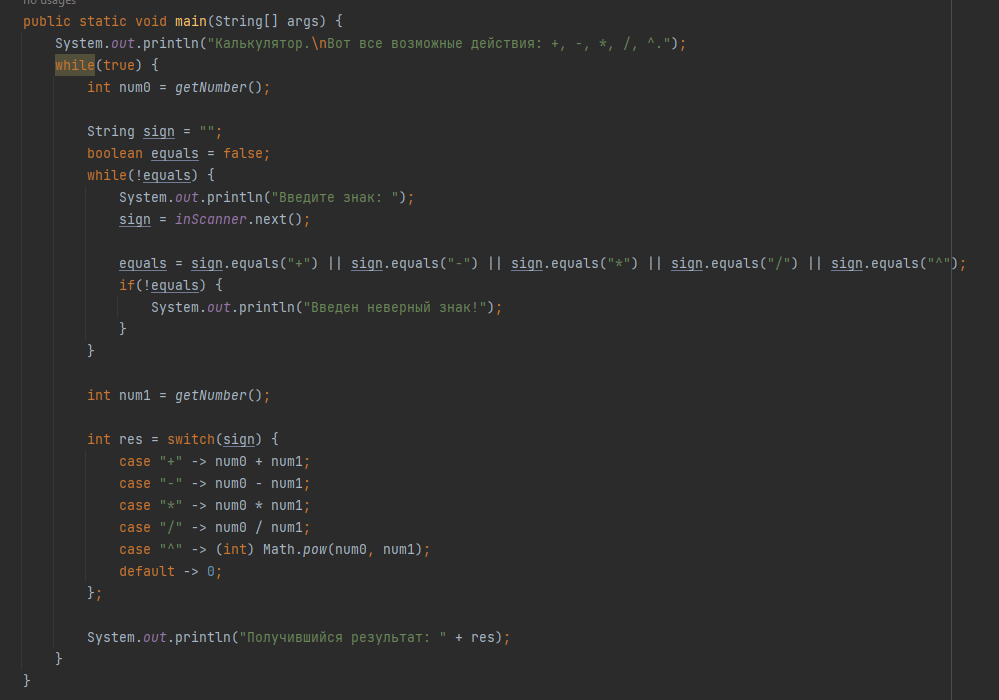 no usages
public static void main(String[] args) {
System.out.println("Калькулятор.\nВот все возможные действия: +, -, *, /, ^.");
while(true) {
int num0 = getNumber();
String sign = "";
boolean equals = false;
while(!equals) {
System.out.println("Введите знак: ");
sign = inScanner.next();
equals = sign.equals("+") || sign.equals("-") || sign.equals("*") || sign.equals("/") || sign.equals("^");
if(!equals) {
System.out.println("Введен неверный знак!");
}
}
int num1 = getNumber();
int res = switch(sign) {
case "+" -> num0 + num1;
case "-" -> num0 - num1;
case "*" -> num0 * num1;
case "/" -> num0 / num1;
case "^" -> (int) Math.pow(num0, num1);
default -> 0;
};
System.out.println("Получившийся результат: " + res);
}
}